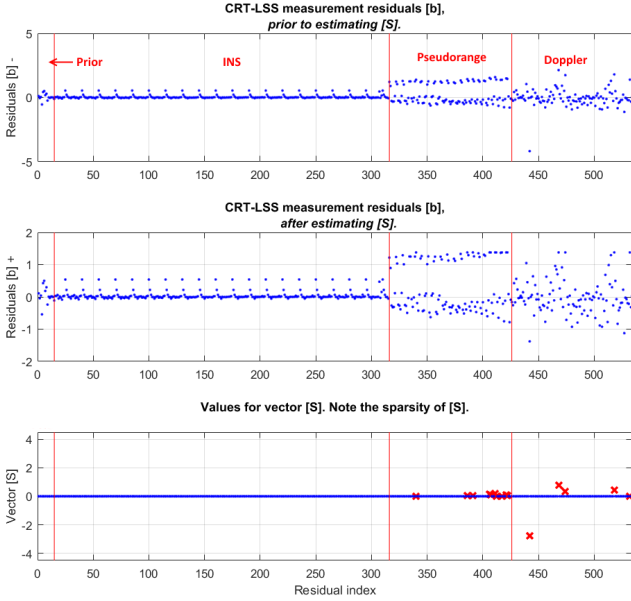 CRT-LSS measurement residuals [b],
prior to estimating [S].
Residuals [b] -
5
0
-5
Prior
INS
Pseudorange
Doppler
0 50 100 150 200 250 300 350 400 450 500
CRT-LSS measurement residuals [b],
after estimating [S].
Residuals [b] +
2
1
0
-1
-2
0 50 100 150 200 250 300 350 400 450 500
Values for vector [S]. Note the sparsity of [S].
Vector [S]
4
2
0
-2
-4
0 50 100 150 200 250 300 350 400 450 500
Residual index